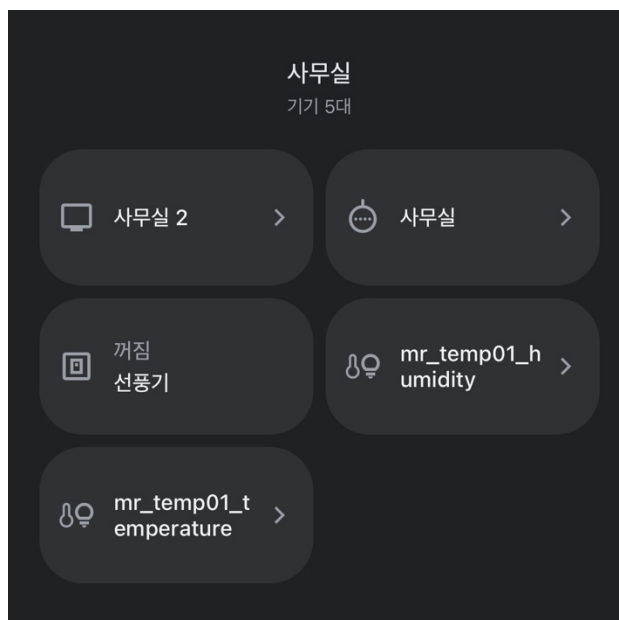 사무실
기기 5대
사무실 2
사무실
꺼짐
선풍기
mr_temp01_h
umidity
mr_temp01_t
emperature